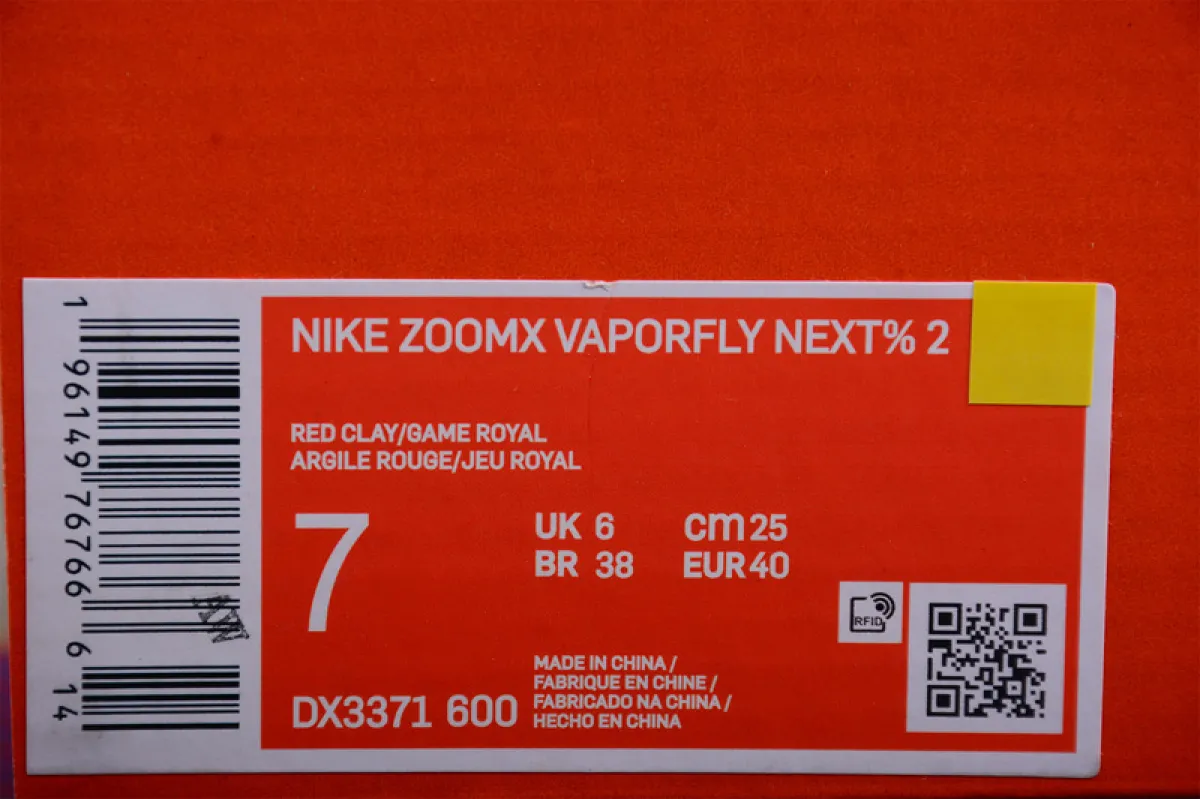 NIKE ZOOMX VAPORFLY NEXT% 2
RED CLAY/GAME ROYAL
ARGILE ROUGE/JEU ROYAL
7
UK 6 cm 25
BR 38 EUR 40
RFID
DX3371 600
MADE IN CHINA /
FABRIQUE EN CHINE /
FABRICADO NA CHINA /
HECHO EN CHINA
1 96149 76766 6 14
AW